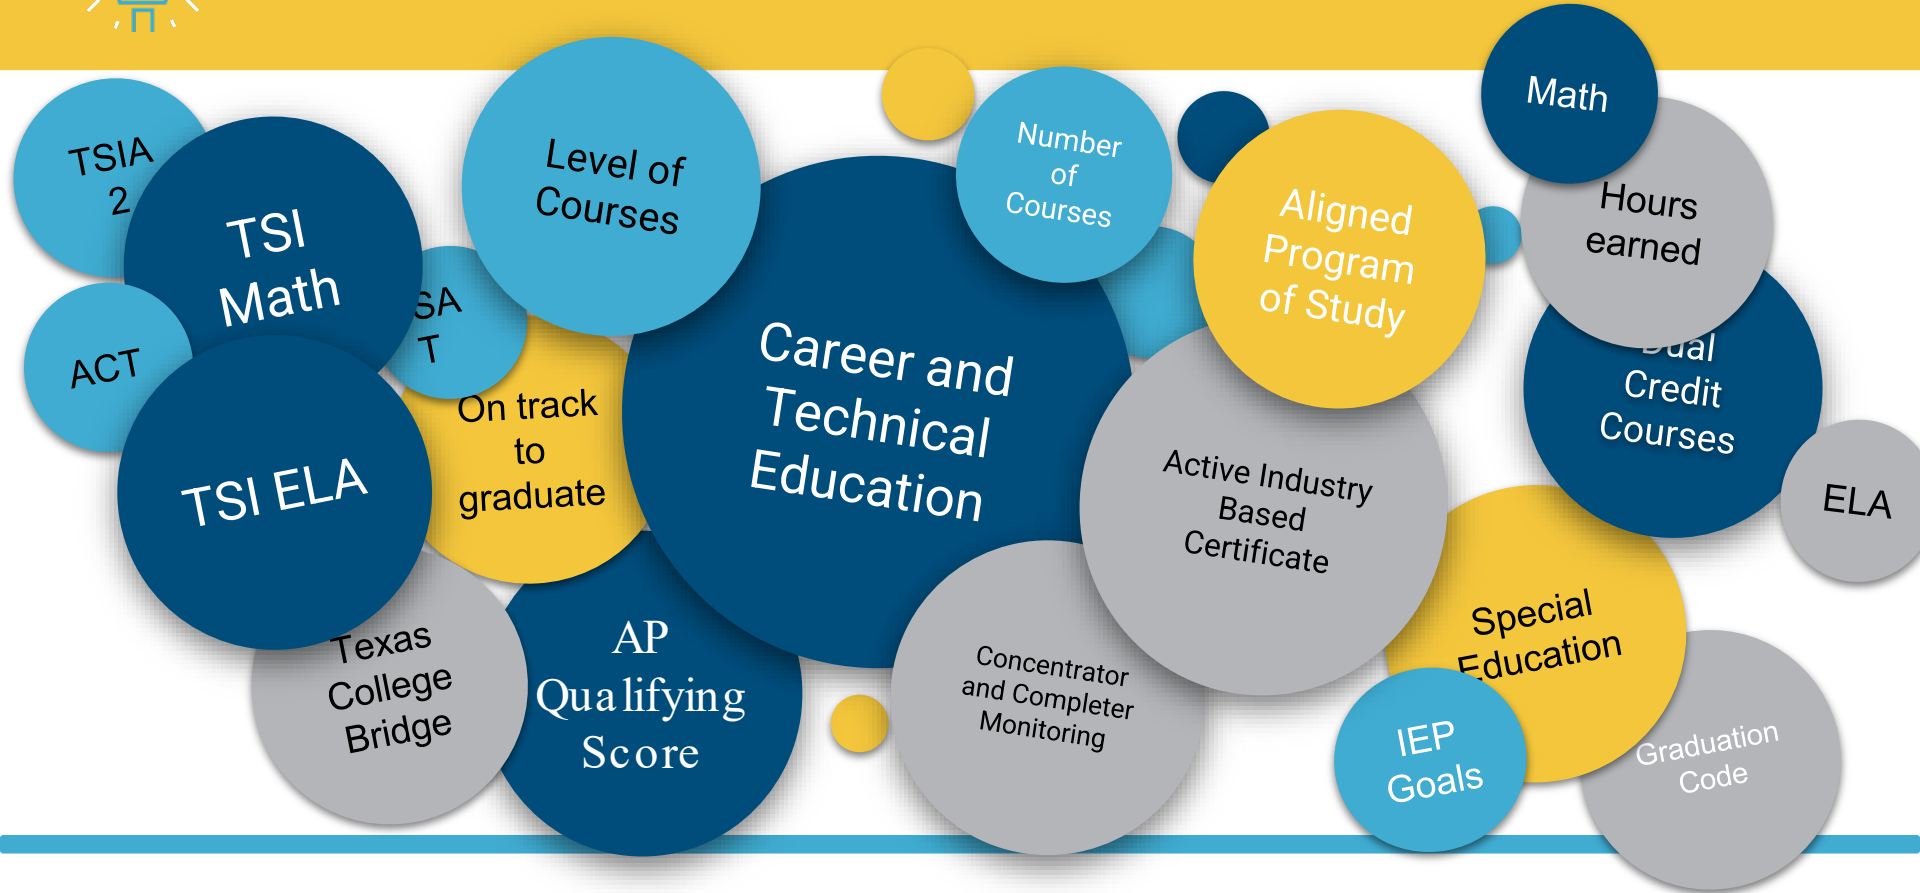 TSIA
2
TSI
Math
ACT
SA
T
TSI ELA
Level of
Courses
On track
to
graduate
Texas
College
Bridge
AP
Qualifying
Score
Career and
Technical
Education
Number
of
Courses
Aligned
Program
of Study
Active Industry
Based
Certificate
Concentrator
and Completer
Monitoring
Math
Hours
earned
Dual
Credit
Courses
ELA
Special
Education
IEP
Goals
Graduation
Code